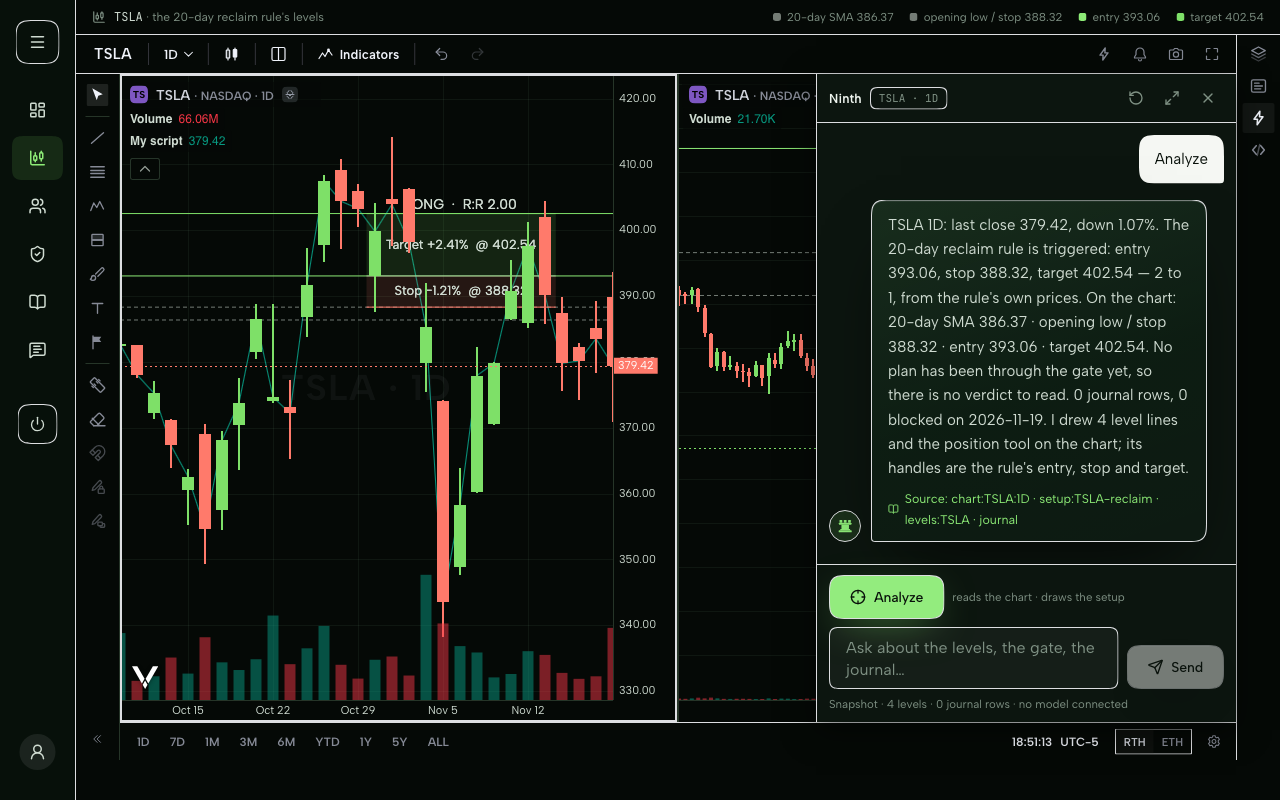 TSLA · the 20-day reclaim rule's levels
20-day SMA 386.37
opening low / stop 388.32
entry 393.06
target 402.54
TSLA
1D
Indicators
TS TSLA · NASDAQ · 1D
Volume 66.06M
My script 379.42
LONG · R:R 2.00
Target +2.41% @ 402.54
Stop -1.21% @ 388.32
TSLA · 1D
420.00
410.00
400.00
390.00
379.42
370.00
360.00
350.00
340.00
330.00
Oct 15
Oct 22
Oct 29
Nov 5
Nov 12
TS TSLA · NASDAQ ·
Volume 21.70K
Ninth
TSLA · 1D
Analyze
TSLA 1D: last close 379.42, down 1.07%. The
20-day reclaim rule is triggered: entry
393.06, stop 388.32, target 402.54 — 2 to
1, from the rule's own prices. On the chart:
20-day SMA 386.37 · opening low / stop
388.32 · entry 393.06 · target 402.54. No
plan has been through the gate yet, so
there is no verdict to read. 0 journal rows, 0
blocked on 2026-11-19. I drew 4 level lines
and the position tool on the chart; its
handles are the rule's entry, stop and target.
Source: chart:TSLA:1D · setup:TSLA-reclaim ·
levels:TSLA · journal
Analyze
reads the chart · draws the setup
Ask about the levels, the gate, the
journal...
Send
Snapshot · 4 levels · 0 journal rows · no model connected
1D
7D
1M
3M
6M
YTD
1Y
5Y
ALL
18:51:13 UTC-5
RTH
ETH